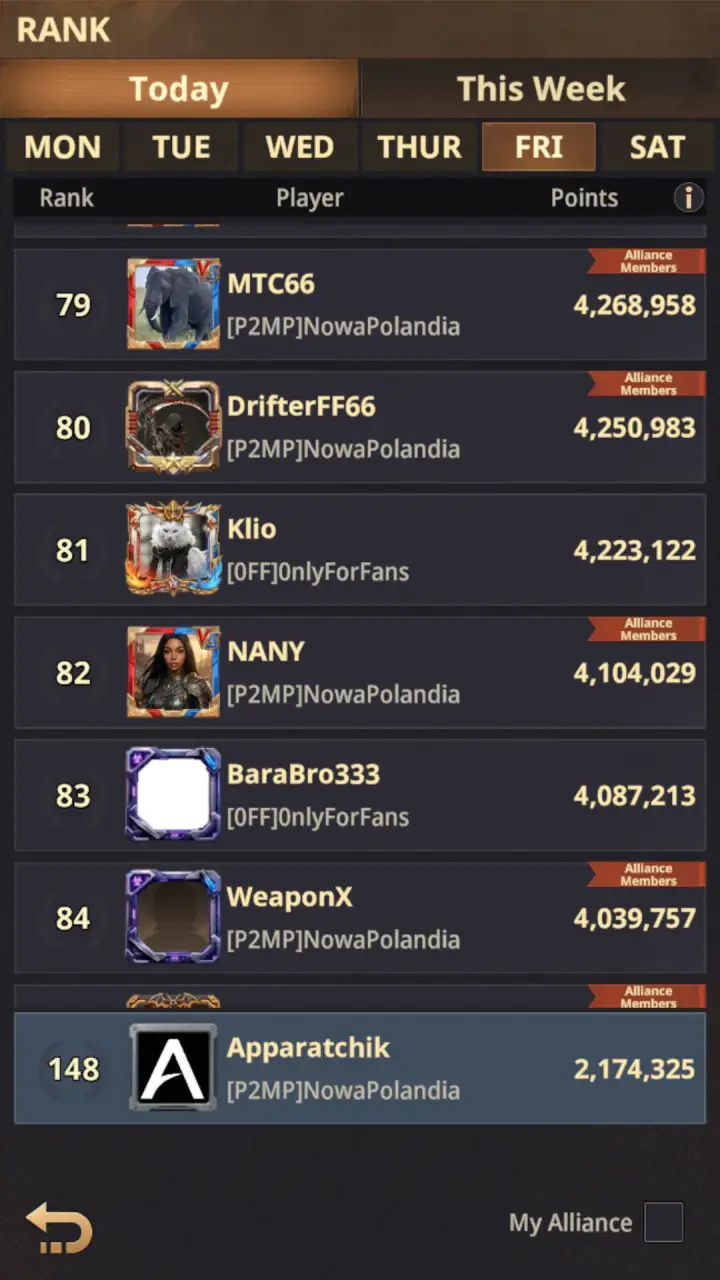 RANK
Today
This Week
MON
TUE
WED
THUR
FRI
SAT
Rank
Player
Points
i
Alliance
Members
79
MTC66
[P2MP]NowaPolandia
4,268,958
Alliance
Members
80
DrifterFF66
[P2MP]NowaPolandia
4,250,983
81
Klio
[0FF]0nlyForFans
4,223,122
Alliance
Members
82
NANY
[P2MP]NowaPolandia
4,104,029
83
BaraBro333
[0FF]0nlyForFans
4,087,213
Alliance
Members
84
WeaponX
[P2MP]NowaPolandia
4,039,757
Alliance
Members
148
A
Apparatchik
[P2MP]NowaPolandia
2,174,325
My Alliance